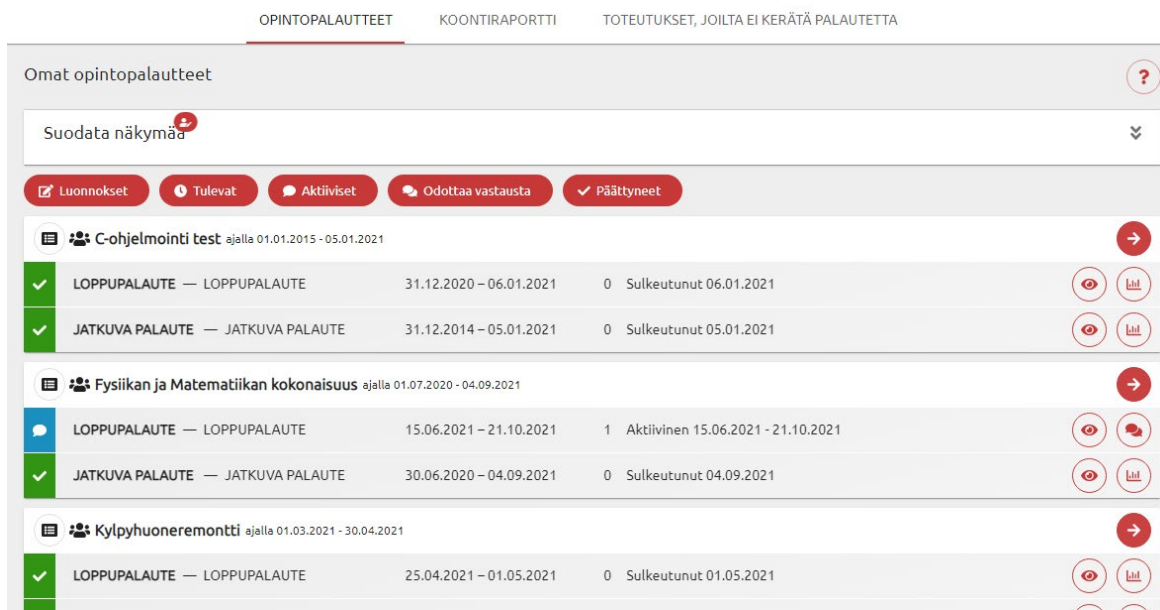 OPINTOPALAUTTEET KOONTIRAPORTTI TOTEUTUKSET, JOILTA EI KERÄTÄ PALAUTETTA
Omat opintopalautteet ?
Suodata näkymää
Luonnokset Tulevat Aktiiviset Odottaa vastausta Päättyneet
C-ohjelmointi test ajalla 01.01.2015 - 05.01.2021
LOPPUPALAUTE — LOPPUPALAUTE 31.12.2020 – 06.01.2021 0 Sulkeutunut 06.01.2021
JATKUVA PALAUTE — JATKUVA PALAUTE 31.12.2014 – 05.01.2021 0 Sulkeutunut 05.01.2021
Fysiikan ja Matematiikan kokonaisuus ajalla 01.07.2020 - 04.09.2021
LOPPUPALAUTE — LOPPUPALAUTE 15.06.2021 – 21.10.2021 1 Aktiivinen 15.06.2021 - 21.10.2021
JATKUVA PALAUTE — JATKUVA PALAUTE 30.06.2020 – 04.09.2021 0 Sulkeutunut 04.09.2021
Kylpyhuoneremontti ajalla 01.03.2021 - 30.04.2021
LOPPUPALAUTE — LOPPUPALAUTE 25.04.2021 – 01.05.2021 0 Sulkeutunut 01.05.2021